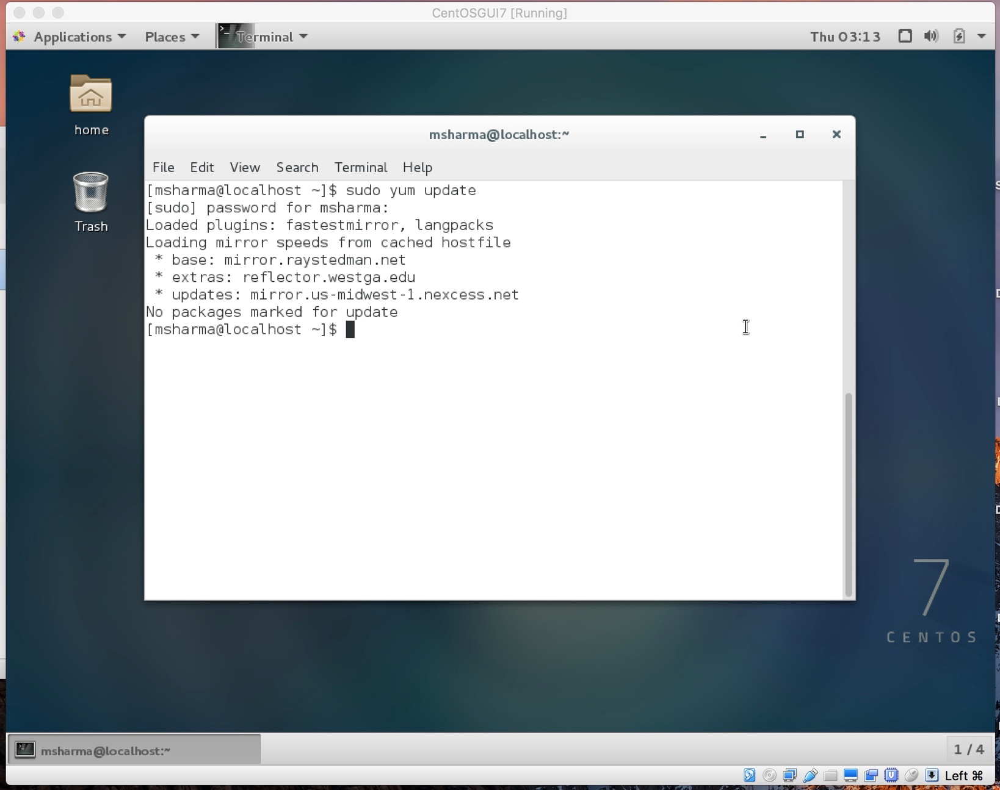 CentOSGUI7 [Running]
Applications Places Terminal Thu 03:13
home
Trash
msharma@localhost:~
File Edit View Search Terminal Help
[msharma@localhost ~]$ sudo yum update
[sudo] password for msharma:
Loaded plugins: fastestmirror, langpacks
Loading mirror speeds from cached hostfile
 * base: mirror.raystedman.net
 * extras: reflector.westga.edu
 * updates: mirror.us-midwest-1.nexcess.net
No packages marked for update
[msharma@localhost ~]$
7
CENTOS
msharma@localhost:~
1 / 4
Left ⌘